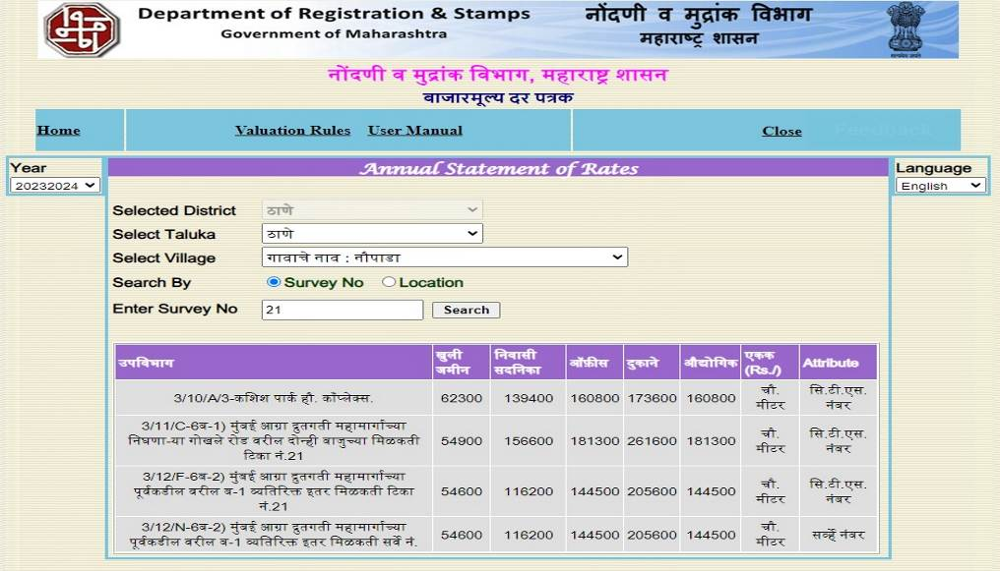 Department of Registration & Stamps
Government of Maharashtra
नोंदणी व मुद्रांक विभाग
महाराष्ट्र शासन
नोंदणी व मुद्रांक विभाग, महाराष्ट्र शासन
बाजारमूल्य दर पत्रक
Home Valuation Rules User Manual Close Feedback
Year Annual Statement of Rates Language
20232024 English
Selected District ठाणे
Select Taluka ठाणे
Select Village गावाचे नाव : नौपाडा
Search By Survey No Location
Enter Survey No 21 Search
उपविभाग खुली जमीन निवासी सदनिका ऑफ़ीस दुकाने औद्योगिक एकक (Rs./) Attribute
3/10/A/3-कशिश पार्क हौ. कॉंप्लेक्स. 62300 139400 160800 173600 160800 चौ. मीटर सि.टी.एस. नंबर
3/11/C-6ब-1) मुंबई आग्रा द्रुतगती महामार्गाच्या
निघणा-या गोखले रोड वरील दोन्ही वाजुच्या मिळकती 54900 156600 181300 261600 181300 चौ. मीटर सि.टी.एस. नंबर
टिका नं.21
3/12/F-6ब-2) मुंबई आग्रा द्रुतगती महामार्गाच्या
पूर्वकडील वरील ब-1 व्यतिरिक्त इतर मिळकती टिका 54600 116200 144500 205600 144500 चौ. मीटर सि.टी.एस. नंबर
नं.21
3/12/N-6ब-2) मुंबई आग्रा द्रुतगती महामार्गाच्या
पूर्वकडील वरील ब-1 व्यतिरिक्त इतर मिळकती सर्वे नं. 54600 116200 144500 205600 144500 चौ. मीटर सर्व्हे नंबर